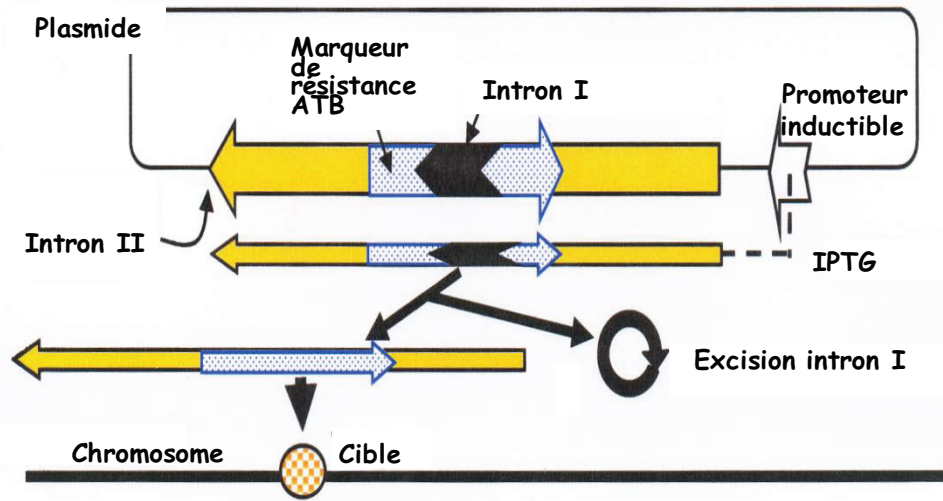 Plasmide
Marqueur
de
résistance
ATB
Intron I
Promoteur
inductible
Intron II
IPTG
Excision intron I
Chromosome
Cible